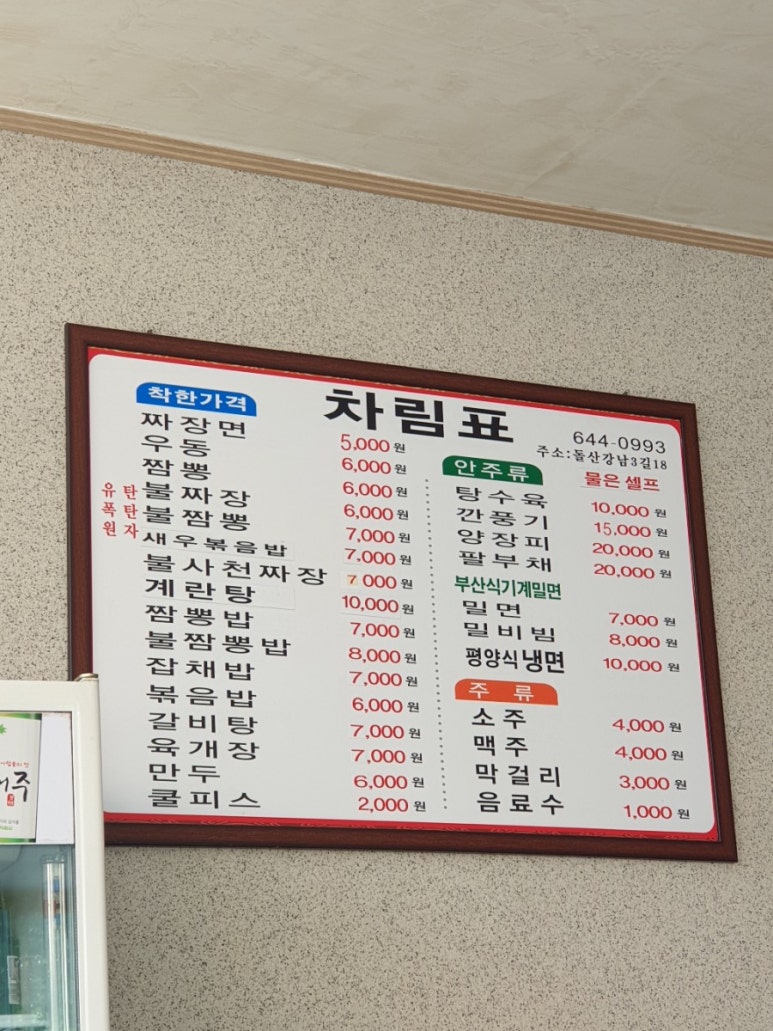 차림표
644-0993
주소:돌산강남3길18
착한가격
짜장면 5,000원
우동 6,000원
짬뽕 6,000원
유탄 불짜장 6,000원
폭탄 불짬뽕 7,000원
원자 새우볶음밥 7,000원
불사천짜장 7 000원
계란탕 10,000원
짬뽕밥 7,000원
불짬뽕밥 8,000원
잡채밥 7,000원
볶음밥 6,000원
갈비탕 7,000원
육개장 7,000원
만두 6,000원
쿨피스 2,000원
안주류 물은 셀프
탕수육 10,000원
깐풍기 15,000원
양장피 20,000원
팔부채 20,000원
부산식기계밀면
밀면 7,000원
밀비빔 8,000원
평양식냉면 10,000원
주 류
소주 4,000원
맥주 4,000원
막걸리 3,000원
음료수 1,000원